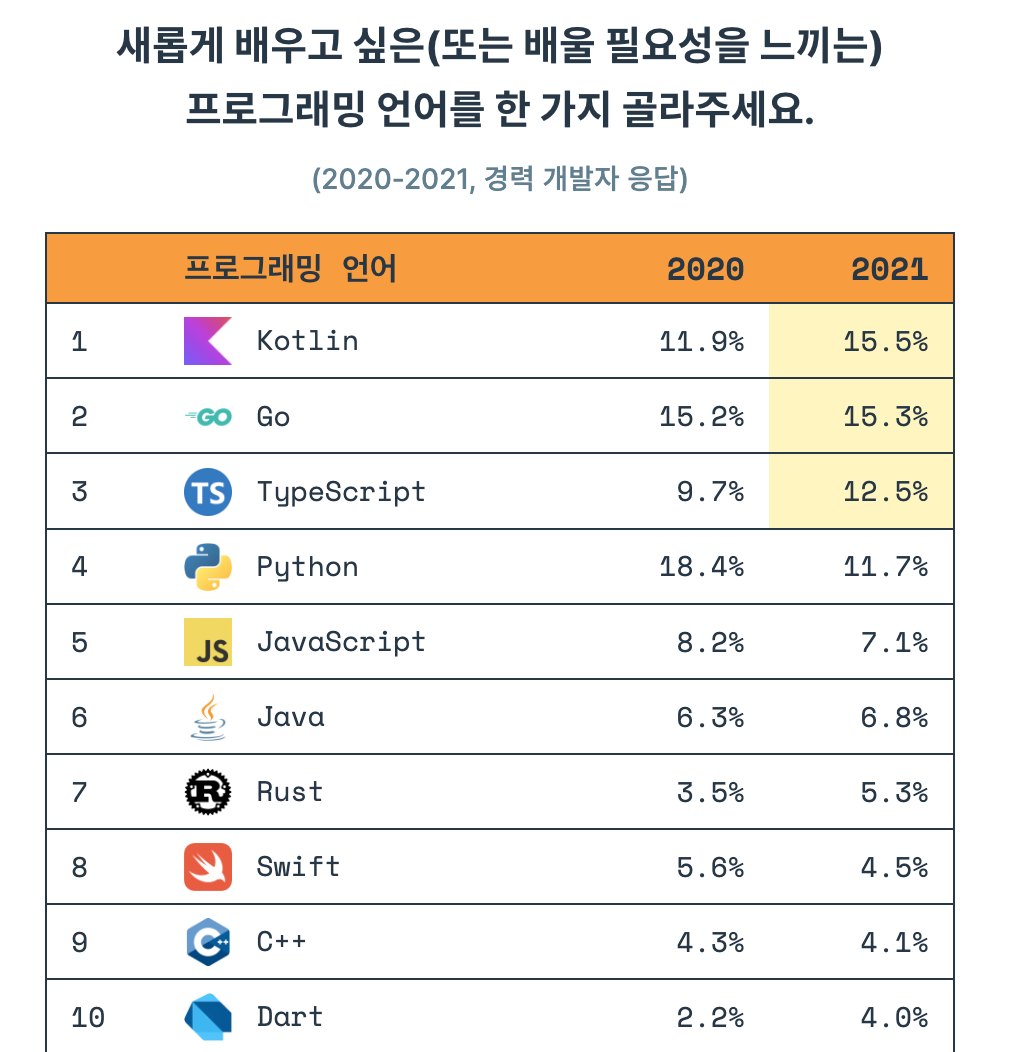 새롭게 배우고 싶은(또는 배울 필요성을 느끼는)
프로그래밍 언어를 한 가지 골라주세요.
(2020-2021, 경력 개발자 응답)
프로그래밍 언어 2020 2021
1 Kotlin 11.9% 15.5%
2 GO Go 15.2% 15.3%
3 TS TypeScript 9.7% 12.5%
4 Python 18.4% 11.7%
5 JS JavaScript 8.2% 7.1%
6 Java 6.3% 6.8%
7 R Rust 3.5% 5.3%
8 Swift 5.6% 4.5%
9 C++ C++ 4.3% 4.1%
10 Dart 2.2% 4.0%